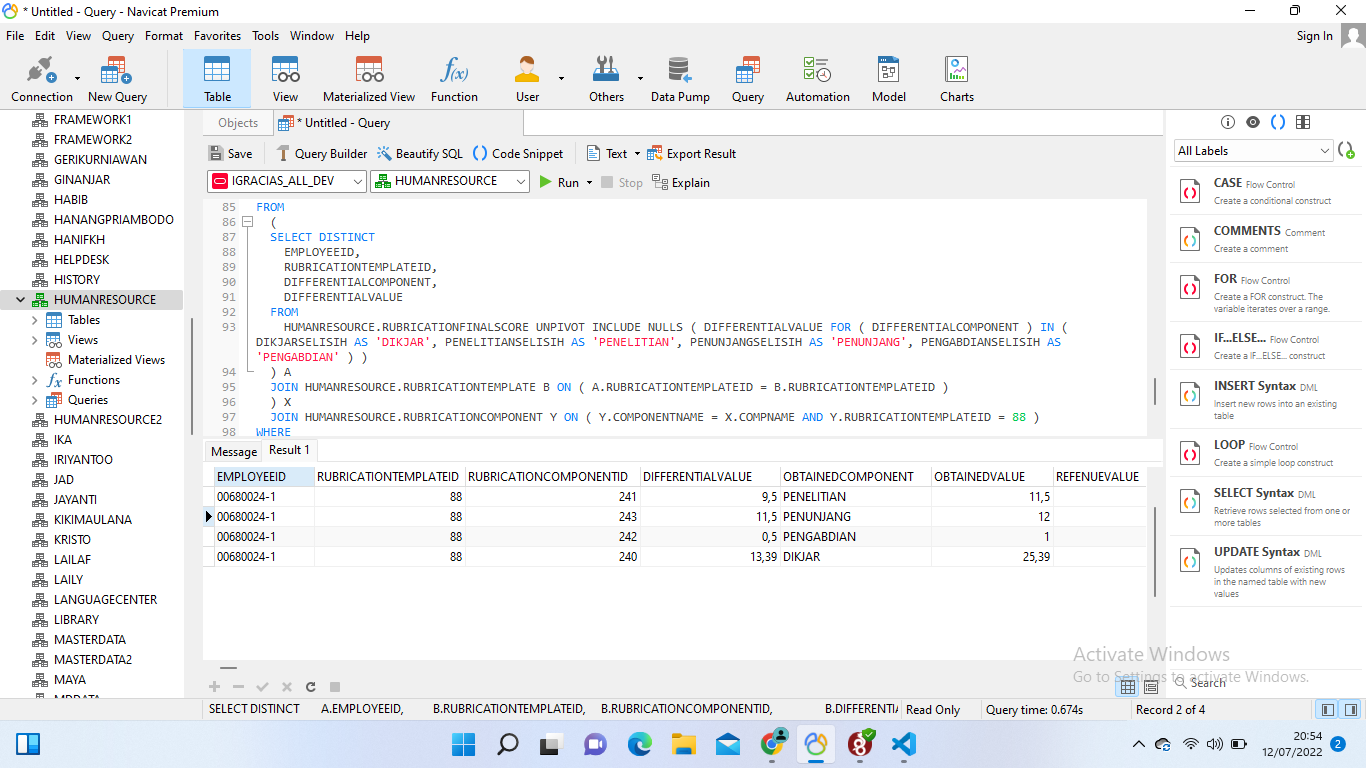 * Untitled - Query - Navicat Premium
File Edit View Query Format Favorites Tools Window Help
Sign In
Connection New Query Table View Materialized View Function User Others Data Pump Query Automation Model Charts
FRAMEWORK1
FRAMEWORK2
GERIKURNIAWAN
GINANJAR
HABIB
HANANGPRIAMBODO
HANIFKH
HELPDESK
HISTORY
HUMANRESOURCE
Tables
Views
Materialized Views
fx Functions
Queries
HUMANRESOURCE2
IKA
IRIYANTOO
JAD
JAYANTI
KIKIMAULANA
KRISTO
LAILAF
LAILY
LANGUAGECENTER
LIBRARY
MASTERDATA
MASTERDATA2
MAYA
MDDATA
Objects * Untitled - Query
Save Query Builder Beautify SQL () Code Snippet Text Export Result
IGRACIAS_ALL_DEV HUMANRESOURCE Run Stop Explain
85 FROM
86 (
87 SELECT DISTINCT
88 EMPLOYEEID,
89 RUBRICATIONTEMPLATEID,
90 DIFFERENTIALCOMPONENT,
91 DIFFERENTIALVALUE
92 FROM
93 HUMANRESOURCE.RUBRICATIONFINALSCORE UNPIVOT INCLUDE NULLS ( DIFFERENTIALVALUE FOR ( DIFFERENTIALCOMPONENT ) IN (
DIKJARSELISIH AS 'DIKJAR', PENELITIANSELISIH AS 'PENELITIAN', PENUNJANGSELISIH AS 'PENUNJANG', PENGABDIANSELISIH AS
'PENGABDIAN' ) )
94 ) A
95 JOIN HUMANRESOURCE.RUBRICATIONTEMPLATE B ON ( A.RUBRICATIONTEMPLATEID = B.RUBRICATIONTEMPLATEID )
96 ) X
97 JOIN HUMANRESOURCE.RUBRICATIONCOMPONENT Y ON ( Y.COMPONENTNAME = X.COMPNAME AND Y.RUBRICATIONTEMPLATEID = 88 )
98 WHERE
Message Result 1
EMPLOYEEID RUBRICATIONTEMPLATEID RUBRICATIONCOMPONENTID DIFFERENTIALVALUE OBTAINEDCOMPONENT OBTAINEDVALUE REFENUEVALUE
00680024-1 88 241 9,5 PENELITIAN 11,5
00680024-1 88 243 11,5 PENUNJANG 12
00680024-1 88 242 0,5 PENGABDIAN 1
00680024-1 88 240 13,39 DIKJAR 25,39
All Labels
CASE Flow Control
Create a conditional construct
COMMENTS Comment
Create a comment
FOR Flow Control
Create a FOR construct. The
variable iterates over a range.
IF...ELSE... Flow Control
Create a IF...ELSE... construct
INSERT Syntax DML
Insert new rows into an existing
table
LOOP Flow Control
Create a simple loop construct
SELECT Syntax DML
Retrieve rows selected from one or
more tables
UPDATE Syntax DML
Updates columns of existing rows
in the named table with new
values
Activate Windows
Go to Settings to activate Windows.
Search
SELECT DISTINCT A.EMPLOYEEID, B.RUBRICATIONTEMPLATEID, B.RUBRICATIONCOMPONENTID, B.DIFFERENTIA Read Only Query time: 0.674s Record 2 of 4
20:54
12/07/2022
2